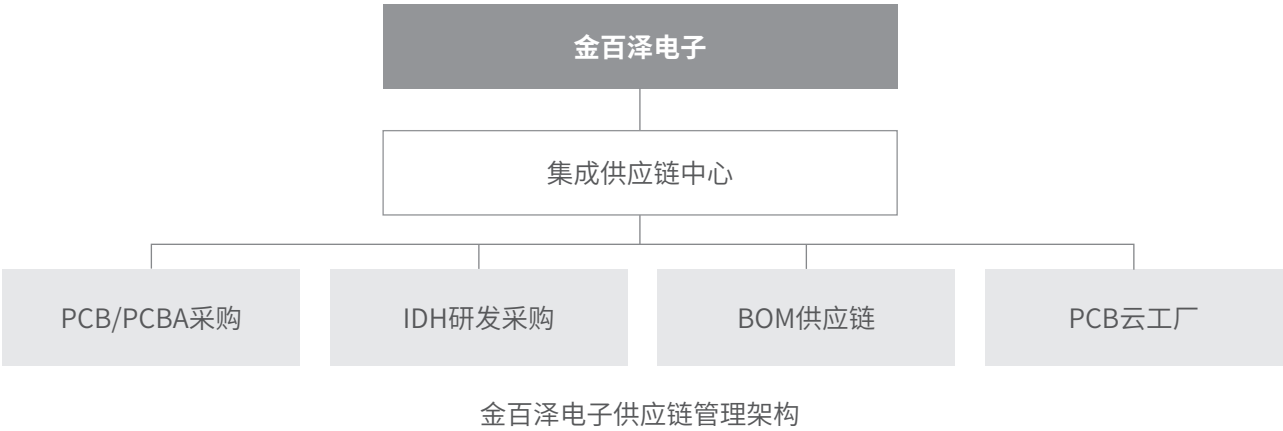 金百泽电子
集成供应链中心
PCB/PCBA采购
IDH研发采购
BOM供应链
PCB云工厂
金百泽电子供应链管理架构